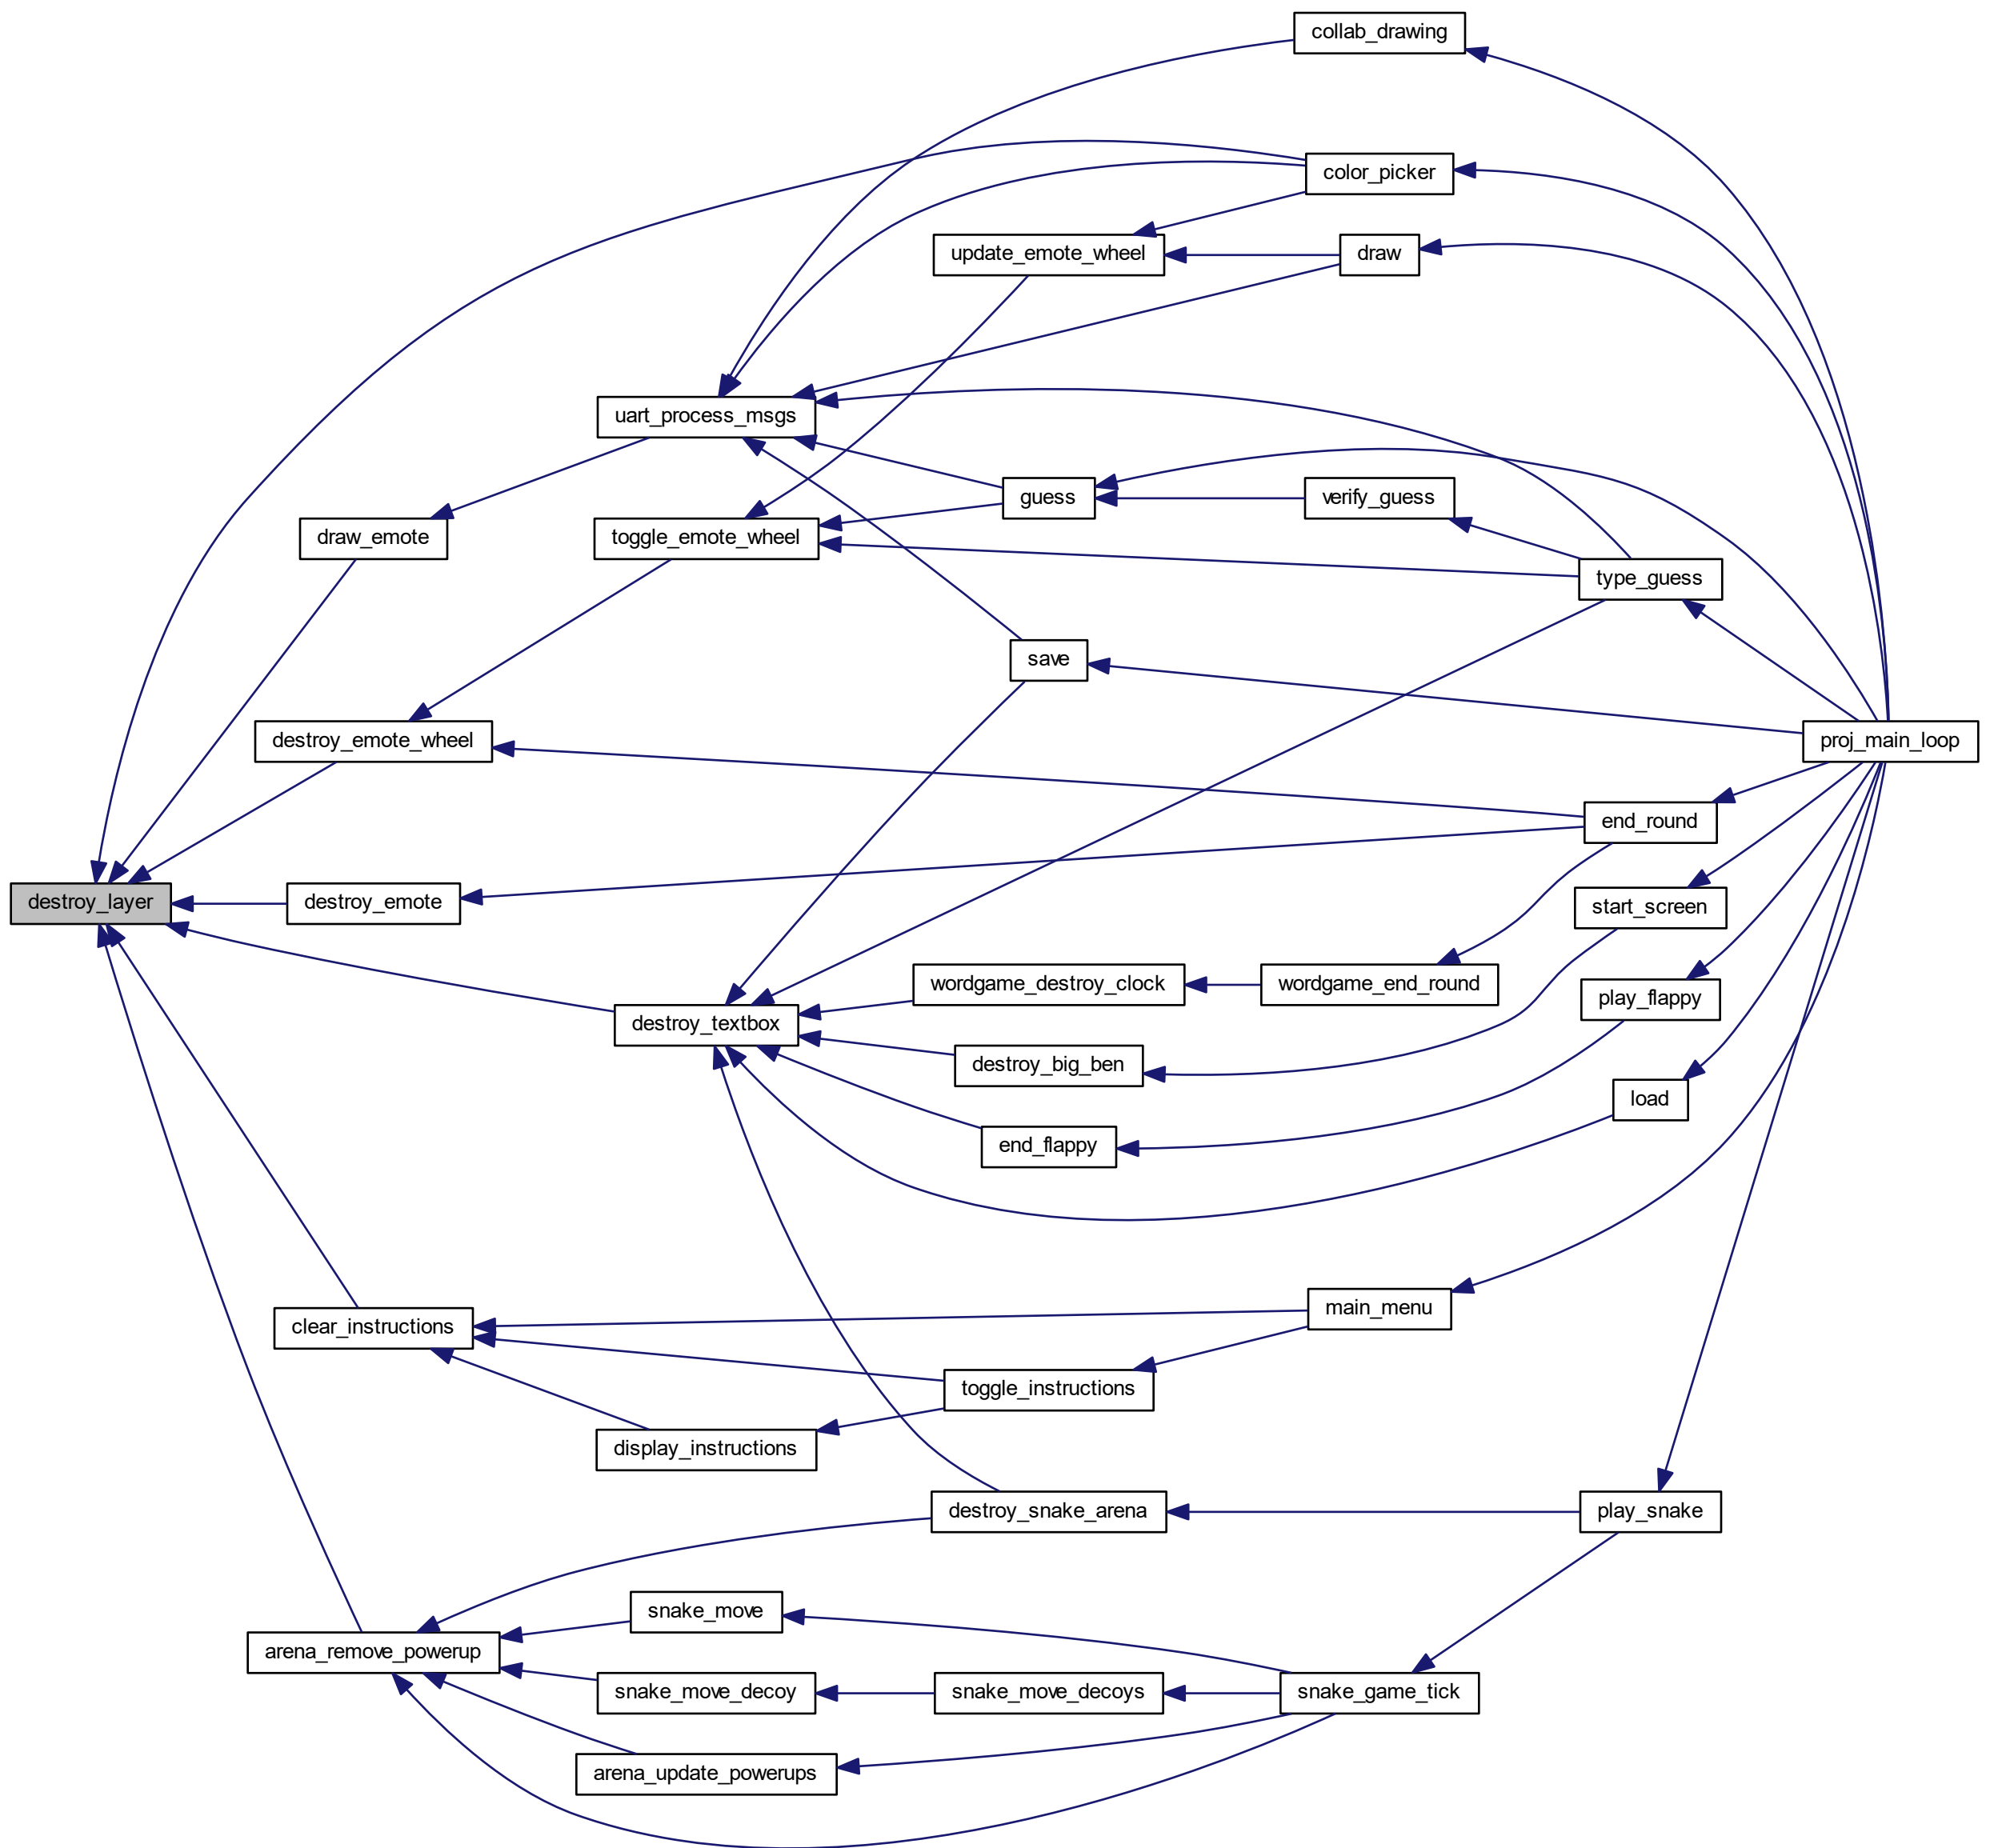 collab_drawing
color_picker
update_emote_wheel
draw
uart_process_msgs
guess
verify_guess
draw_emote
toggle_emote_wheel
type_guess
save
destroy_emote_wheel
proj_main_loop
end_round
destroy_layer
destroy_emote
start_screen
wordgame_destroy_clock
wordgame_end_round
play_flappy
destroy_textbox
destroy_big_ben
load
end_flappy
clear_instructions
main_menu
toggle_instructions
display_instructions
destroy_snake_arena
play_snake
snake_move
arena_remove_powerup
snake_move_decoy
snake_move_decoys
snake_game_tick
arena_update_powerups